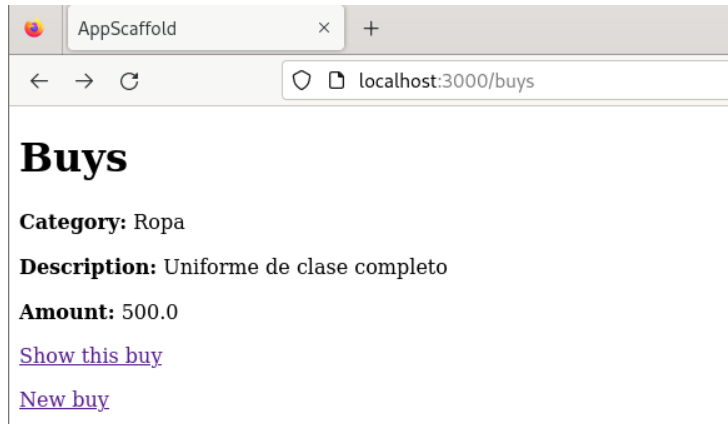 AppScaffold
localhost:3000/buys
Buys
Category: Ropa
Description: Uniforme de clase completo
Amount: 500.0
Show this buy
New buy